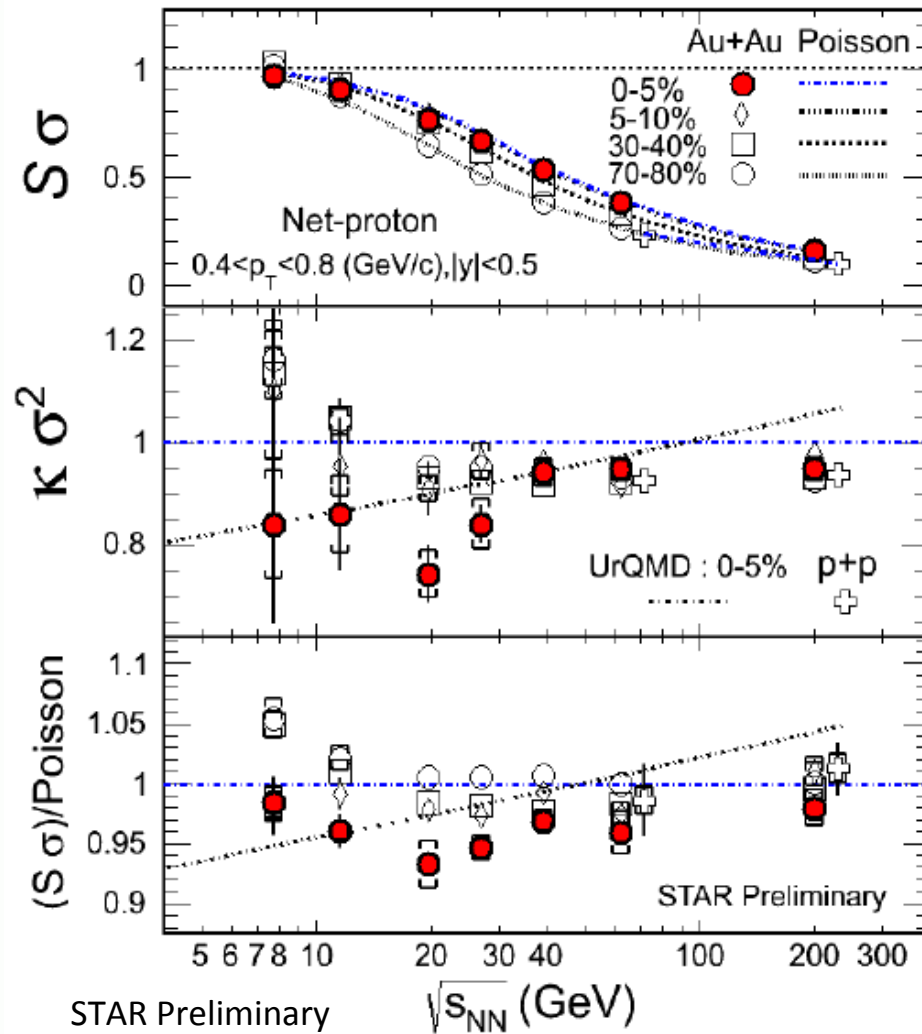 Au+Au Poisson
0-5%
5-10%
30-40%
70-80%
Net-proton
0.4<p_T<0.8 (GeV/c),|y|<0.5
S σ
1
0.5
0
κ σ²
1.2
1
0.8
UrQMD : 0-5% p+p
(S σ)/Poisson
1.1
1.05
1
0.95
0.9
STAR Preliminary
5 6 7 8 10 20 30 40 100 200 300
STAR Preliminary √s_NN (GeV)